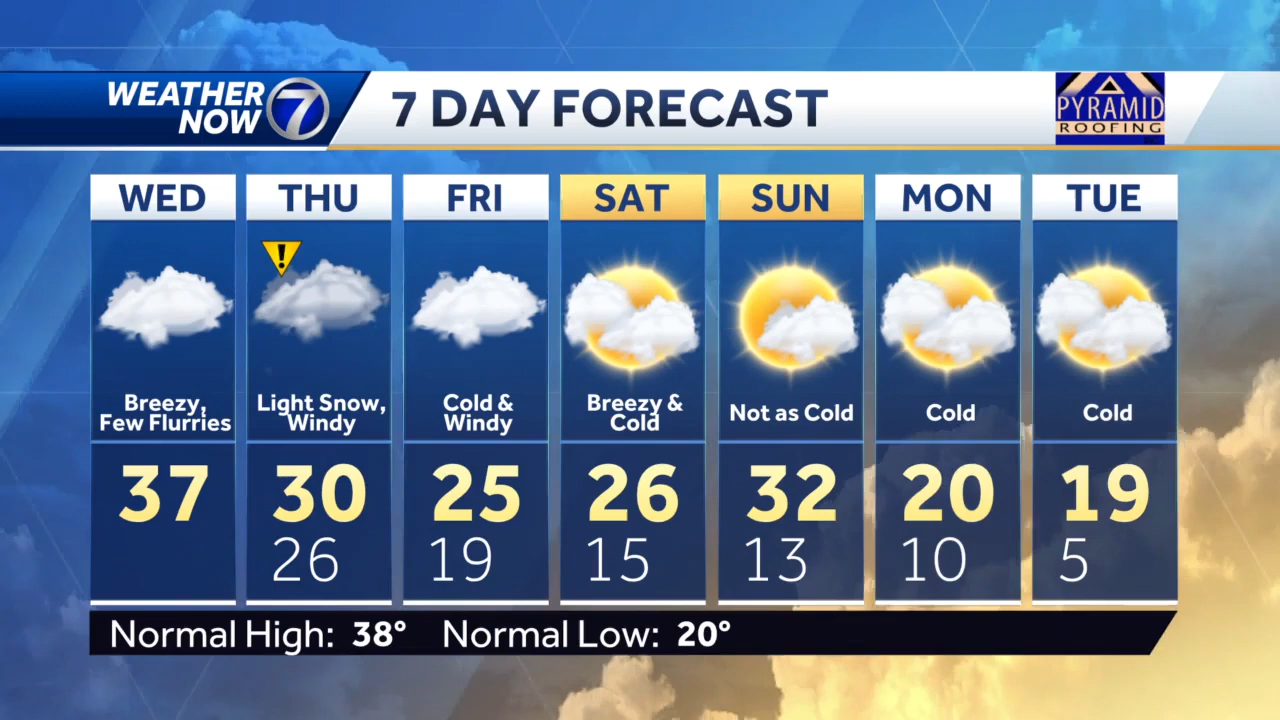 WEATHER
NOW 7
7 DAY FORECAST
PYRAMID
ROOFING
WED
THU
FRI
SAT
SUN
MON
TUE
!
Breezy,
Few Flurries
Light Snow,
Windy
Cold &
Windy
Breezy &
Cold
Not as Cold
Cold
Cold
37
30
25
26
32
20
19
26
19
15
13
10
5
Normal High: 38° Normal Low: 20°